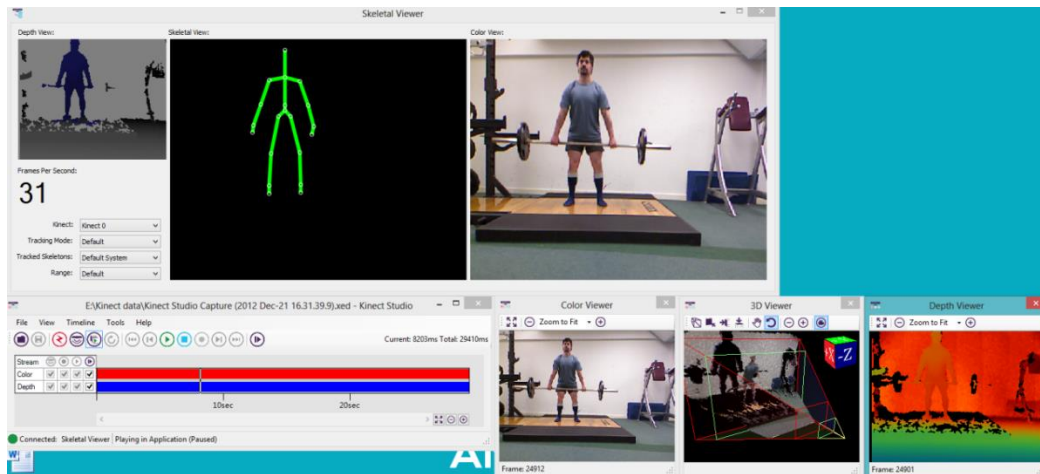 Skeletal Viewer
Depth View:
Skeletal View:
Color View:
Frames Per Second:
31
Kinect: Kinect 0
Tracking Mode: Default
Tracked Skeletons: Default System
Range: Default
E:\Kinect data\Kinect Studio Capture (2012 Dec-21 16.31.39.9).xed - Kinect Studio
File View Timeline Tools Help
Current: 8203ms Total: 29410ms
Stream
Color
Depth
10sec 20sec
Connected: Skeletal Viewer Playing in Application (Paused)
Color Viewer
Zoom to Fit
Frame: 24912
3D Viewer
-Z
Depth Viewer
Zoom to Fit
Frame: 24901